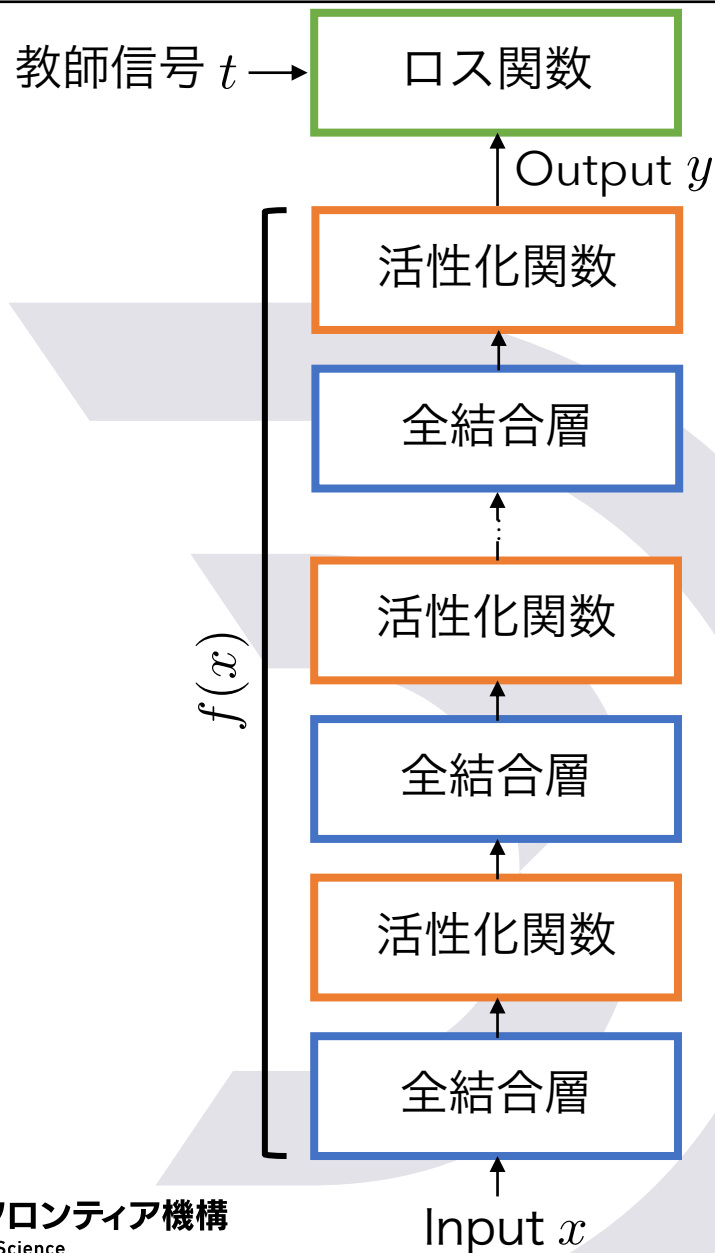 教師信号 t
ロス関数
Output y
活性化関数
全結合層
⋮
活性化関数
f(x)
全結合層
活性化関数
全結合層
Input x
フロンティア機構
Science